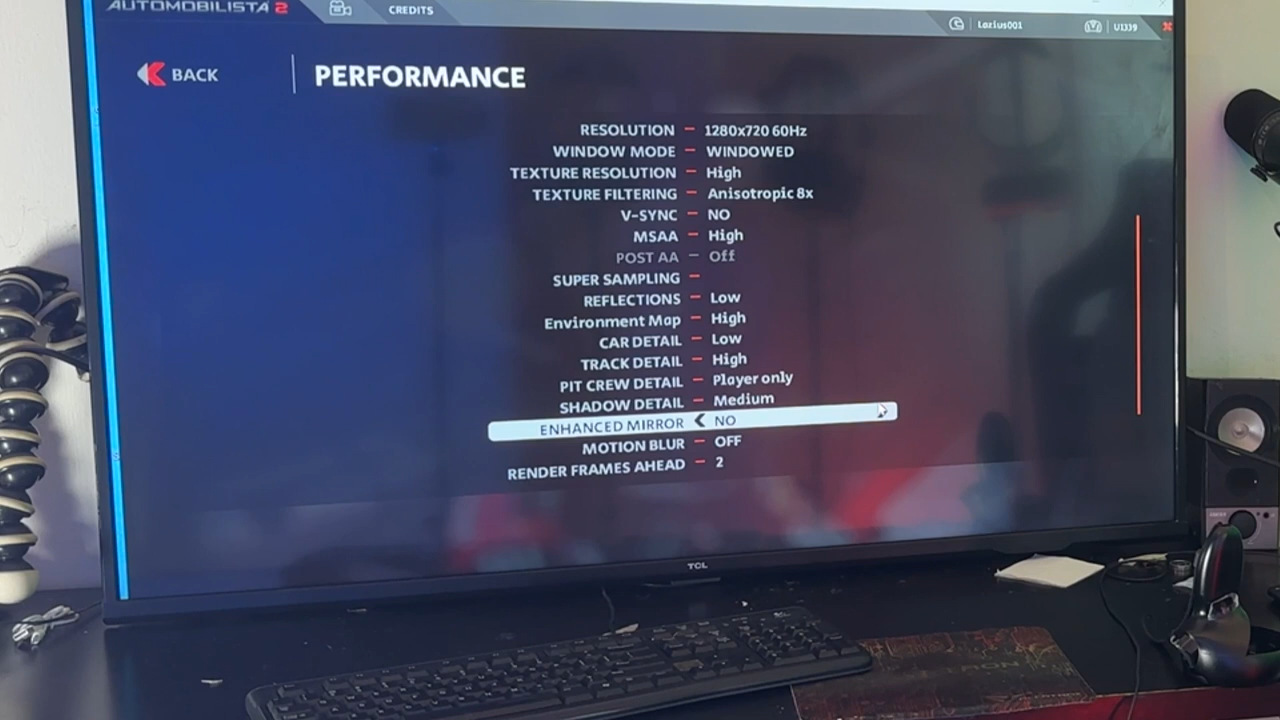 AUTOMOBILISTA 2 CREDITS Lazius001 U1339
BACK PERFORMANCE
RESOLUTION - 1280x720 60Hz
WINDOW MODE - WINDOWED
TEXTURE RESOLUTION - High
TEXTURE FILTERING - Anisotropic 8x
V-SYNC - NO
MSAA - High
POST AA - Off
SUPER SAMPLING -
REFLECTIONS - Low
Environment Map - High
CAR DETAIL - Low
TRACK DETAIL - High
PIT CREW DETAIL - Player only
SHADOW DETAIL - Medium
ENHANCED MIRROR NO
MOTION BLUR - OFF
RENDER FRAMES AHEAD - 2
TCL